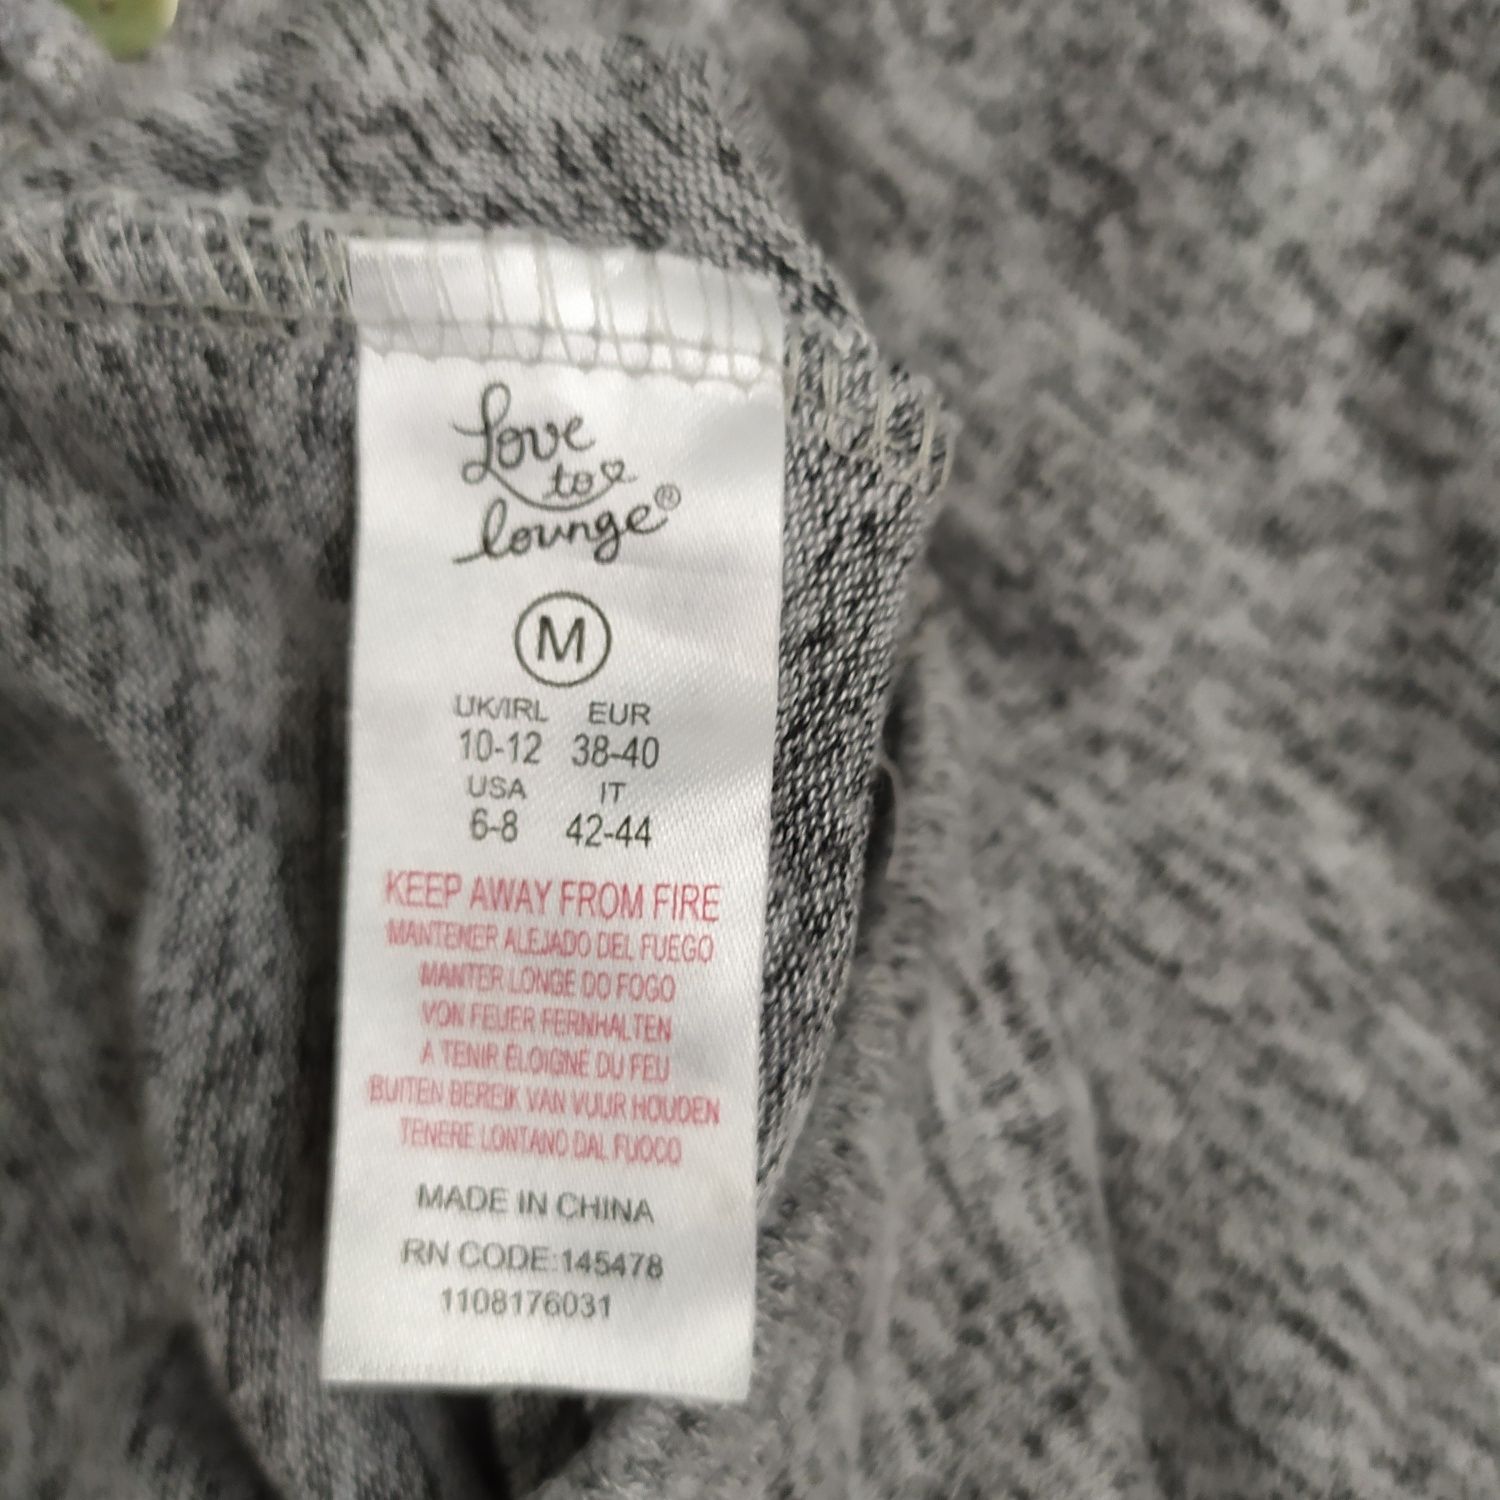 Love
to
lounge®
M
UK/IRL EUR
10-12 38-40
USA IT
6-8 42-44
KEEP AWAY FROM FIRE
MANTENER ALEJADO DEL FUEGO
MANTER LONGE DO FOGO
VON FEUER FERNHALTEN
A TENIR ÉLOIGNÉ DU FEU
BUITEN BEREIK VAN VUUR HOUDEN
TENERE LONTANO DAL FUOCO
MADE IN CHINA
RN CODE:145478
1108176031